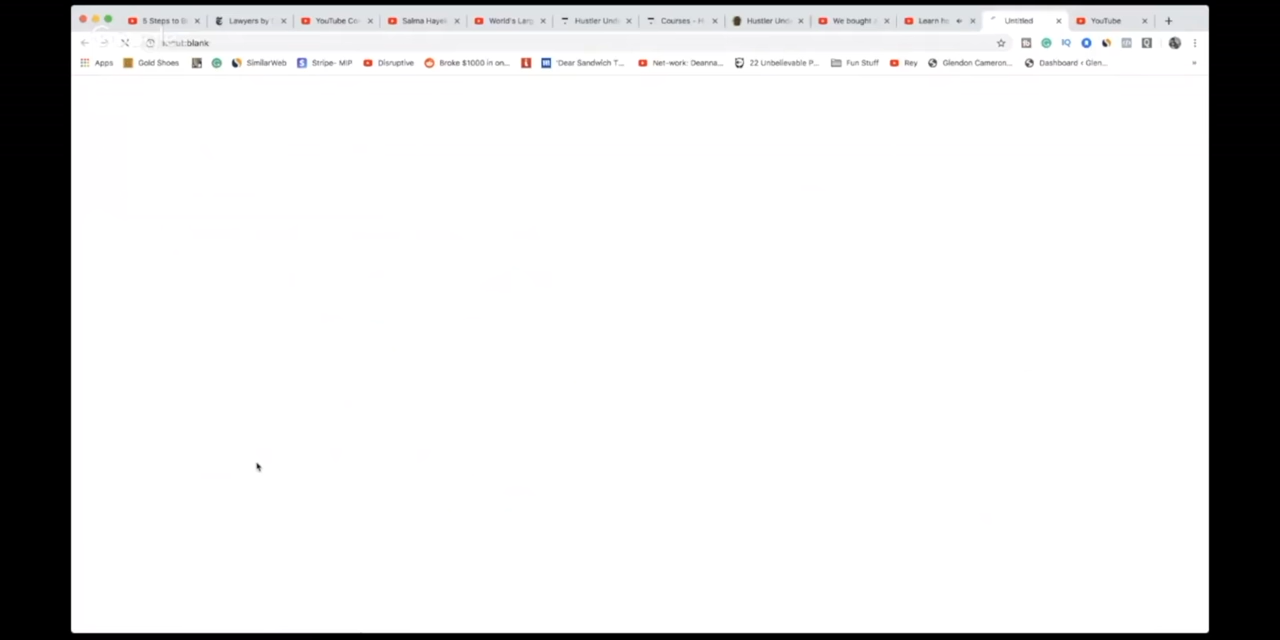 5 Steps to B
Lawyers by
YouTube Co
Salma Hayek
World's Larg
Hustler Und
Courses - H
Hustler Und
We bought
Learn h
Untitled
YouTube
:blank
Apps
Gold Shoes
SimilarWeb
Stripe- MIP
Disruptive
Broke $1000 in on...
'Dear Sandwich T...
Net-work: Deanna...
22 Unbelievable P...
Fun Stuff
Rey
Glendon Cameron...
Dashboard ‹ Glen...